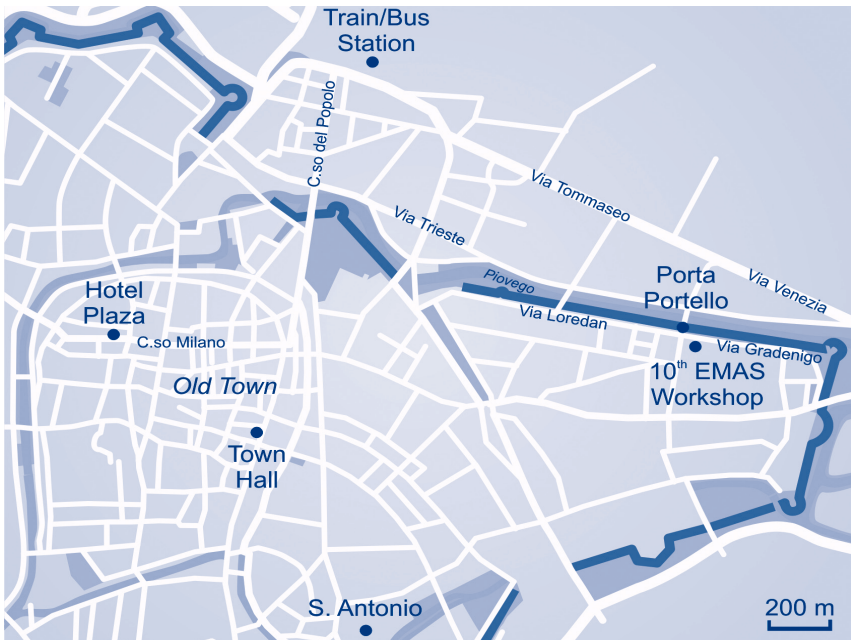 Train/Bus
Station
C.so del Popolo
Via Tommaseo
Via Trieste
Via Venezia
Piovego
Porta
Portello
Hotel
Plaza
Via Loredan
C.so Milano
Via Gradenigo
10th EMAS
Workshop
Old Town
Town
Hall
S. Antonio
200 m